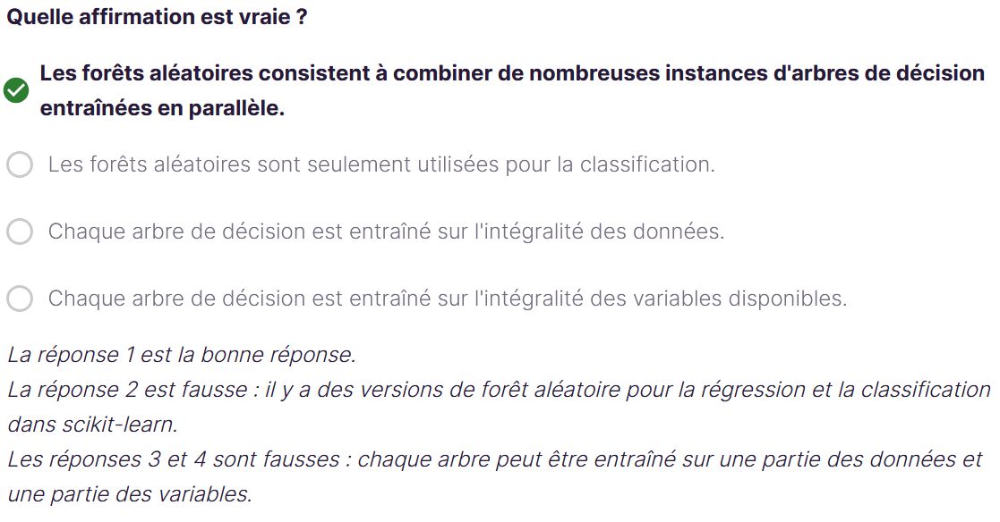 Quelle affirmation est vraie ?
Les forêts aléatoires consistent à combiner de nombreuses instances d'arbres de décision
entraînées en parallèle.
Les forêts aléatoires sont seulement utilisées pour la classification.
Chaque arbre de décision est entraîné sur l'intégralité des données.
Chaque arbre de décision est entraîné sur l'intégralité des variables disponibles.
La réponse 1 est la bonne réponse.
La réponse 2 est fausse : il y a des versions de forêt aléatoire pour la régression et la classification
dans scikit-learn.
Les réponses 3 et 4 sont fausses : chaque arbre peut être entraîné sur une partie des données et
une partie des variables.